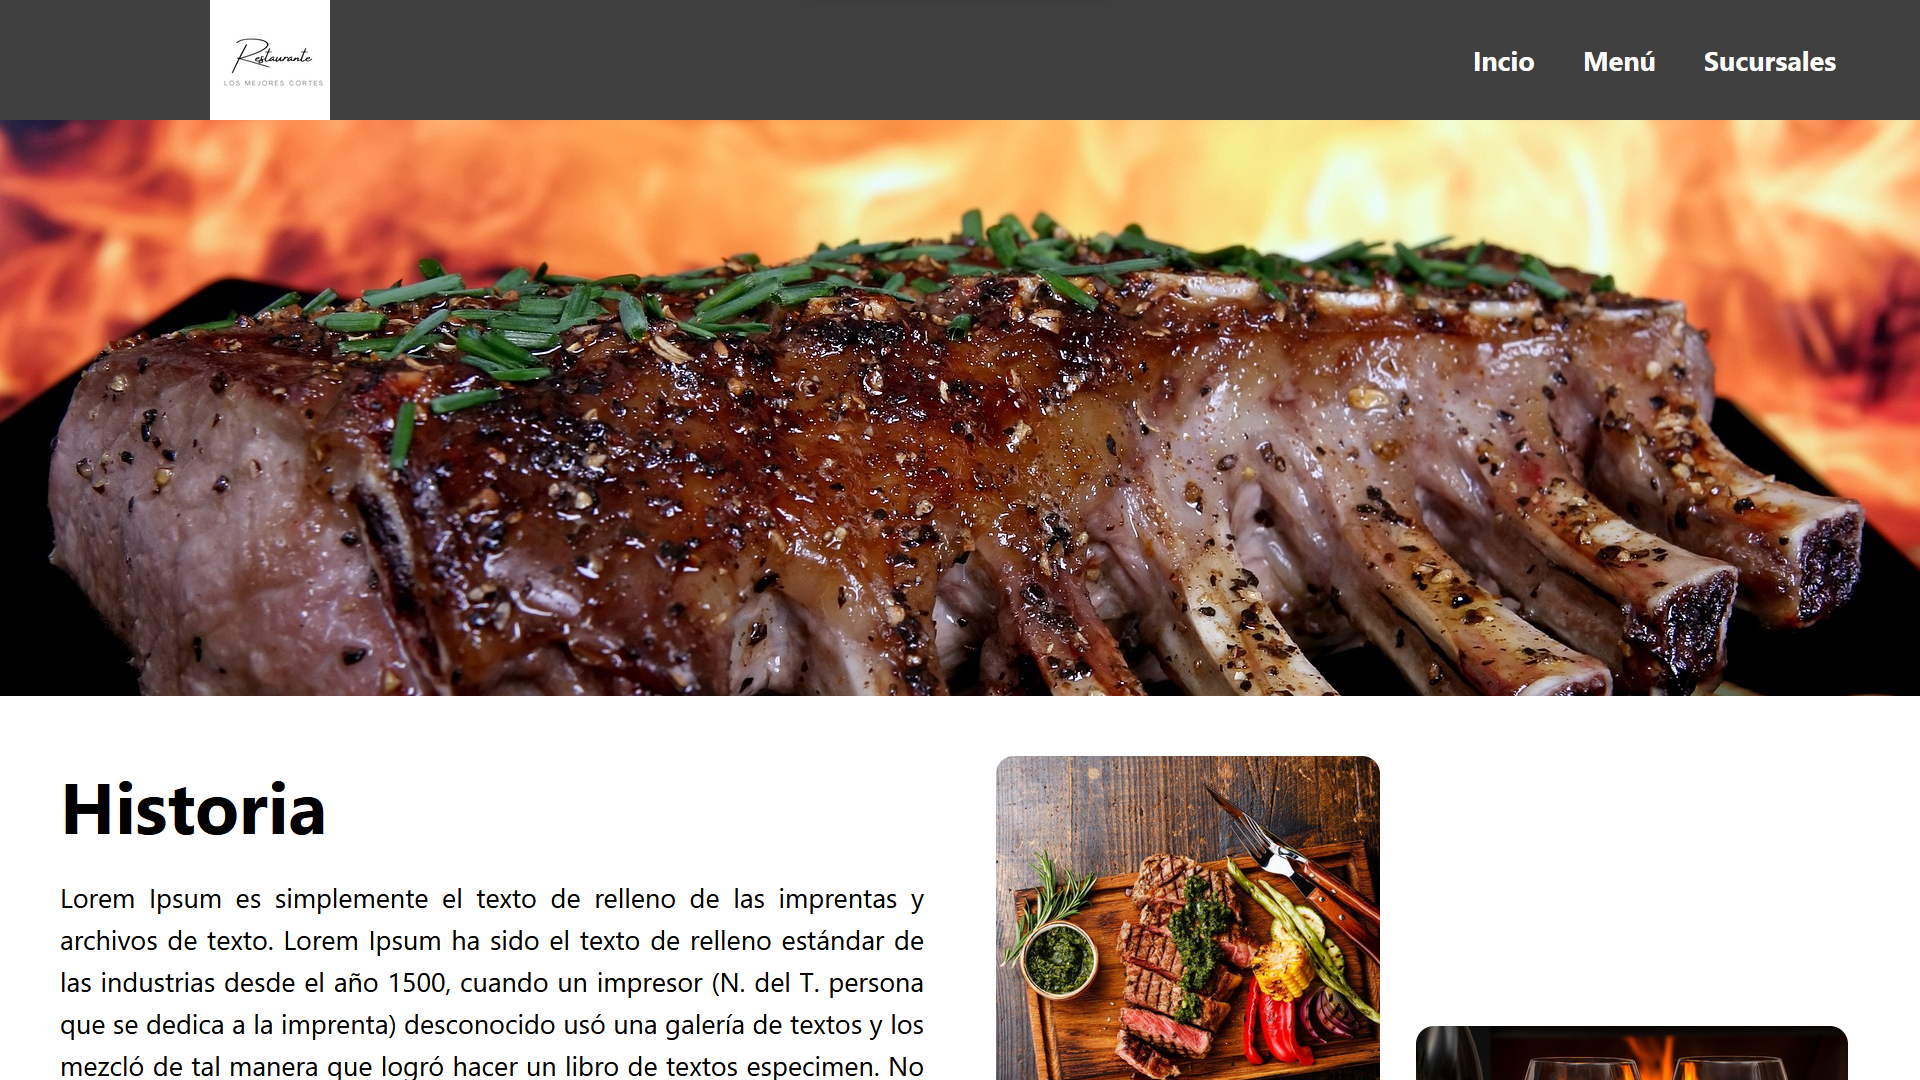 Restaurante
LOS MEJORES CORTES
Incio
Menú
Sucursales
Historia
Lorem Ipsum es simplemente el texto de relleno de las imprentas y
archivos de texto. Lorem Ipsum ha sido el texto de relleno estándar de
las industrias desde el año 1500, cuando un impresor (N. del T. persona
que se dedica a la imprenta) desconocido usó una galería de textos y los
mezcló de tal manera que logró hacer un libro de textos especimen. No